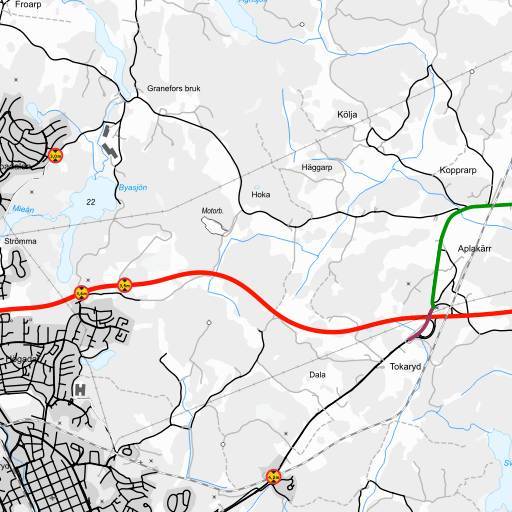 Froarp
Granefors bruk
Kölja
Häggarp
Kopprarp
Byasjön
Hoka
22
Mieån
Motorb.
Strömma
Aplakärr
Tokaryd
Dala
H